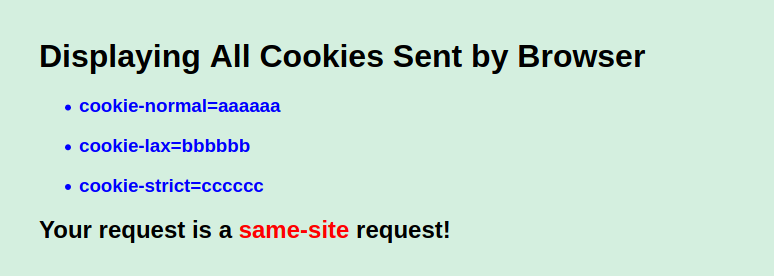 Displaying All Cookies Sent by Browser
• cookie-normal=aaaaaa
• cookie-lax=bbbbbb
• cookie-strict=cccccc
Your request is a same-site request!